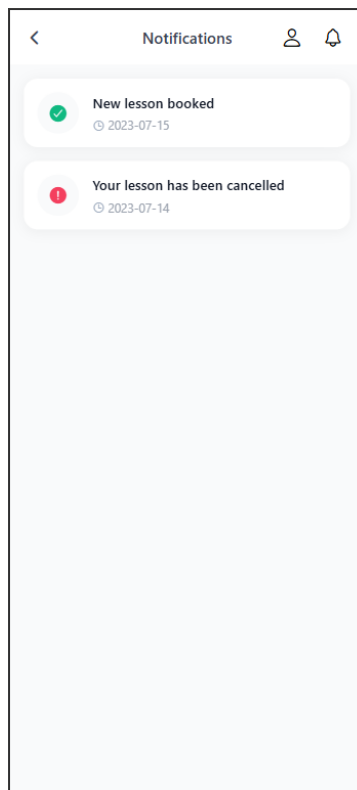 Notifications
New lesson booked
2023-07-15
Your lesson has been cancelled
2023-07-14